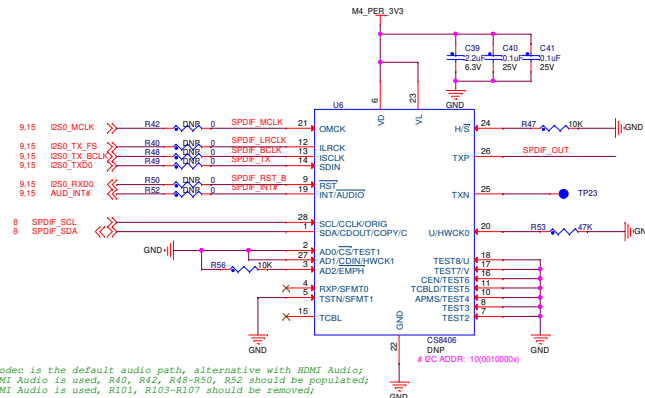 M4_PER_3V3
C39 C40 C41
2.2uF 0.1uF 0.1uF
6.3V 25V 25V
GND
U6
6 23
VD VL
9,15 I2S0_MCLK R42 DNP 0 SPDIF_MCLK 21 OMCK
H/S 24 R47 10K GND
9,15 I2S0_TX_FS R40 DNP 0 SPDIF_LRCLK 12 ILRCK
9,15 I2S0_TX_BCLK R48 DNP 0 SPDIF_BCLK 13 ISCLK
9,15 I2S0_TXD0 R49 DNP 0 SPDIF_TX 14 SDIN
TXP 26 SPDIF_OUT
9,15 I2S0_RXD0 R50 DNP 0 SPDIF_RST_B 9 RST
9,15 AUD_INT# R52 DNP 0 SPDIF_INT# 19 INT/AUDIO
TXN 25 TP23
8 SPDIF_SCL 28 SCL/CCLK/ORIG
8 SPDIF_SDA 1 SDA/CDOUT/COPY/C
U/HWCK0 20 R53 47K GN
GND 2 AD0/CS/TEST1
27 AD1/CDIN/HWCK1
R56 10K 3 AD2/EMPH
4 RXP/SFMT0
5 TSTN/SFMT1
15 TCBL
TEST8/U 18
TEST7/V 17
CEN/TEST6 16
TCBLD/TEST5 11
APMS/TEST4 10
TEST3 8
TEST2 7
GND
22
CS8406
DNP
# I2C ADDR: 10(0010000x)
GND
GND
GND
odec is the default audio path, alternative with HDMI Audio;
MI Audio is used, R40, R42, R48-R50, R52 should be populated;
MI Audio is used, R101, R103-R107 should be removed;